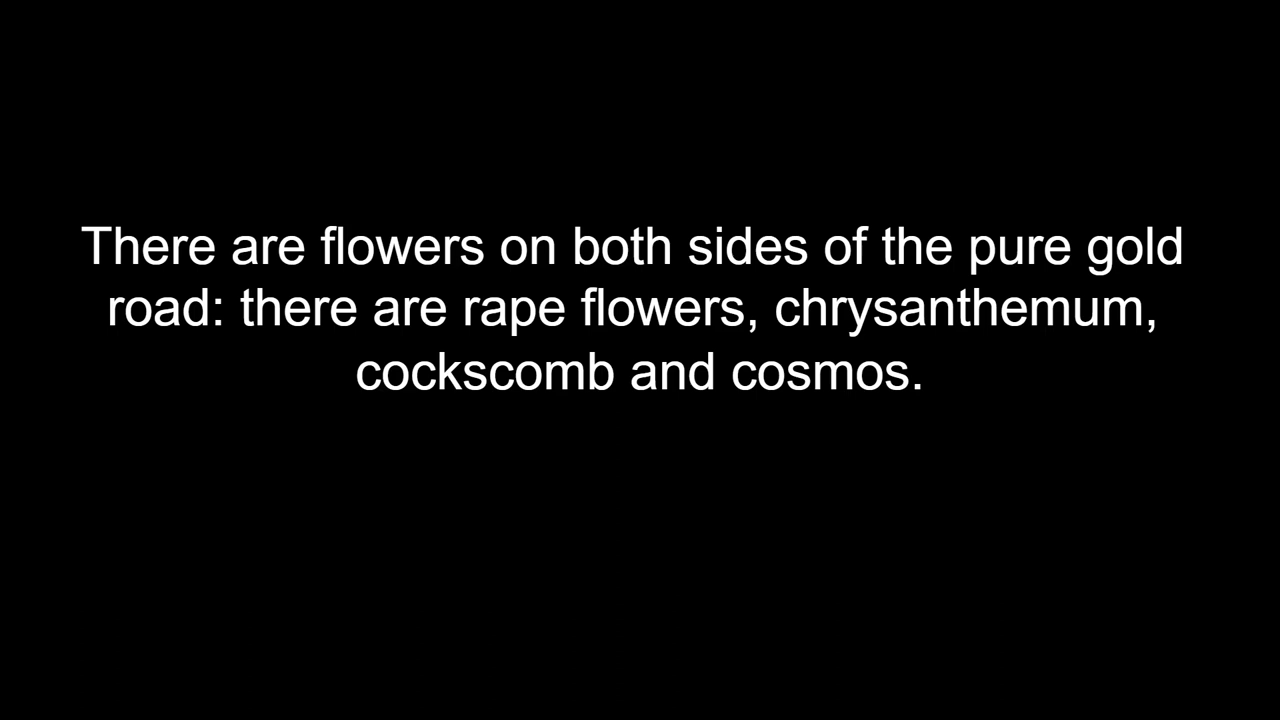 There are flowers on both sides of the pure gold
road: there are rape flowers, chrysanthemum,
cockscomb and cosmos.